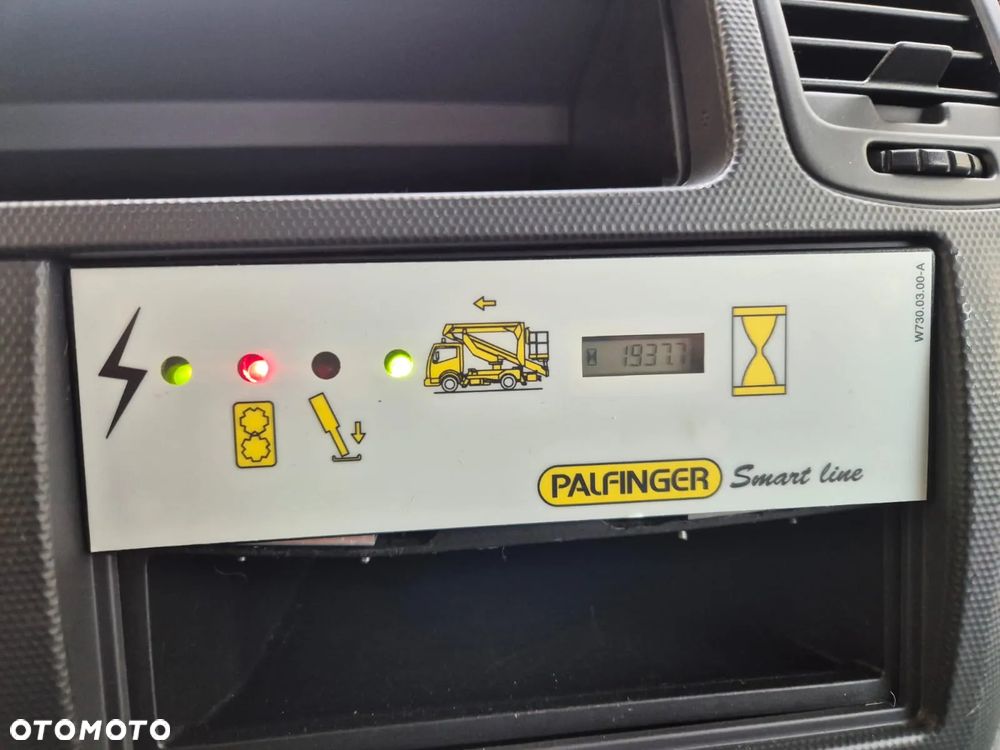 W730.03.00-A
1937.7
PALFINGER Smart line
OTOMOTO